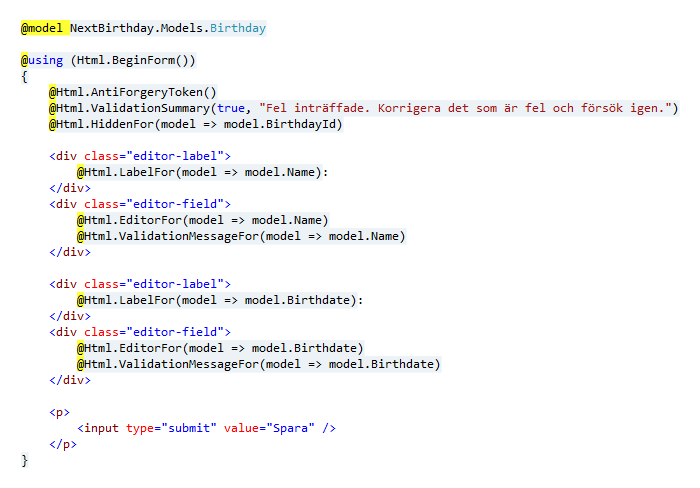 @model NextBirthday.Models.Birthday
@using (Html.BeginForm())
{
    @Html.AntiForgeryToken()
    @Html.ValidationSummary(true, "Fel inträffade. Korrigera det som är fel och försök igen.")
    @Html.HiddenFor(model => model.BirthdayId)
    <div class="editor-label">
        @Html.LabelFor(model => model.Name):
    </div>
    <div class="editor-field">
        @Html.EditorFor(model => model.Name)
        @Html.ValidationMessageFor(model => model.Name)
    </div>
    <div class="editor-label">
        @Html.LabelFor(model => model.Birthdate):
    </div>
    <div class="editor-field">
        @Html.EditorFor(model => model.Birthdate)
        @Html.ValidationMessageFor(model => model.Birthdate)
    </div>
    <p>
        <input type="submit" value="Spara" />
    </p>
}